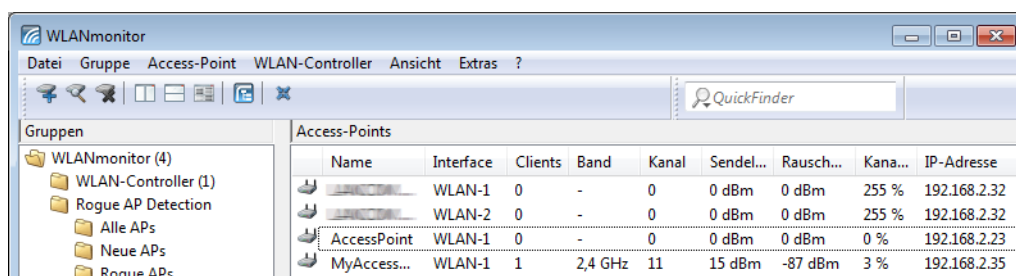 WLANmonitor
Datei Gruppe Access-Point WLAN-Controller Ansicht Extras ?
QuickFinder
Gruppen
Access-Points
WLANmonitor (4)
WLAN-Controller (1)
Rogue AP Detection
Alle APs
Neue APs
Rogue APs
Name Interface Clients Band Kanal Sendel... Rausch... Kana... IP-Adresse
WLAN-1 0 - 0 0 dBm 0 dBm 255 % 192.168.2.32
WLAN-2 0 - 0 0 dBm 0 dBm 255 % 192.168.2.32
AccessPoint WLAN-1 0 - 0 0 dBm 0 dBm 0 % 192.168.2.23
MyAccess... WLAN-1 1 2,4 GHz 11 15 dBm -87 dBm 3 % 192.168.2.35